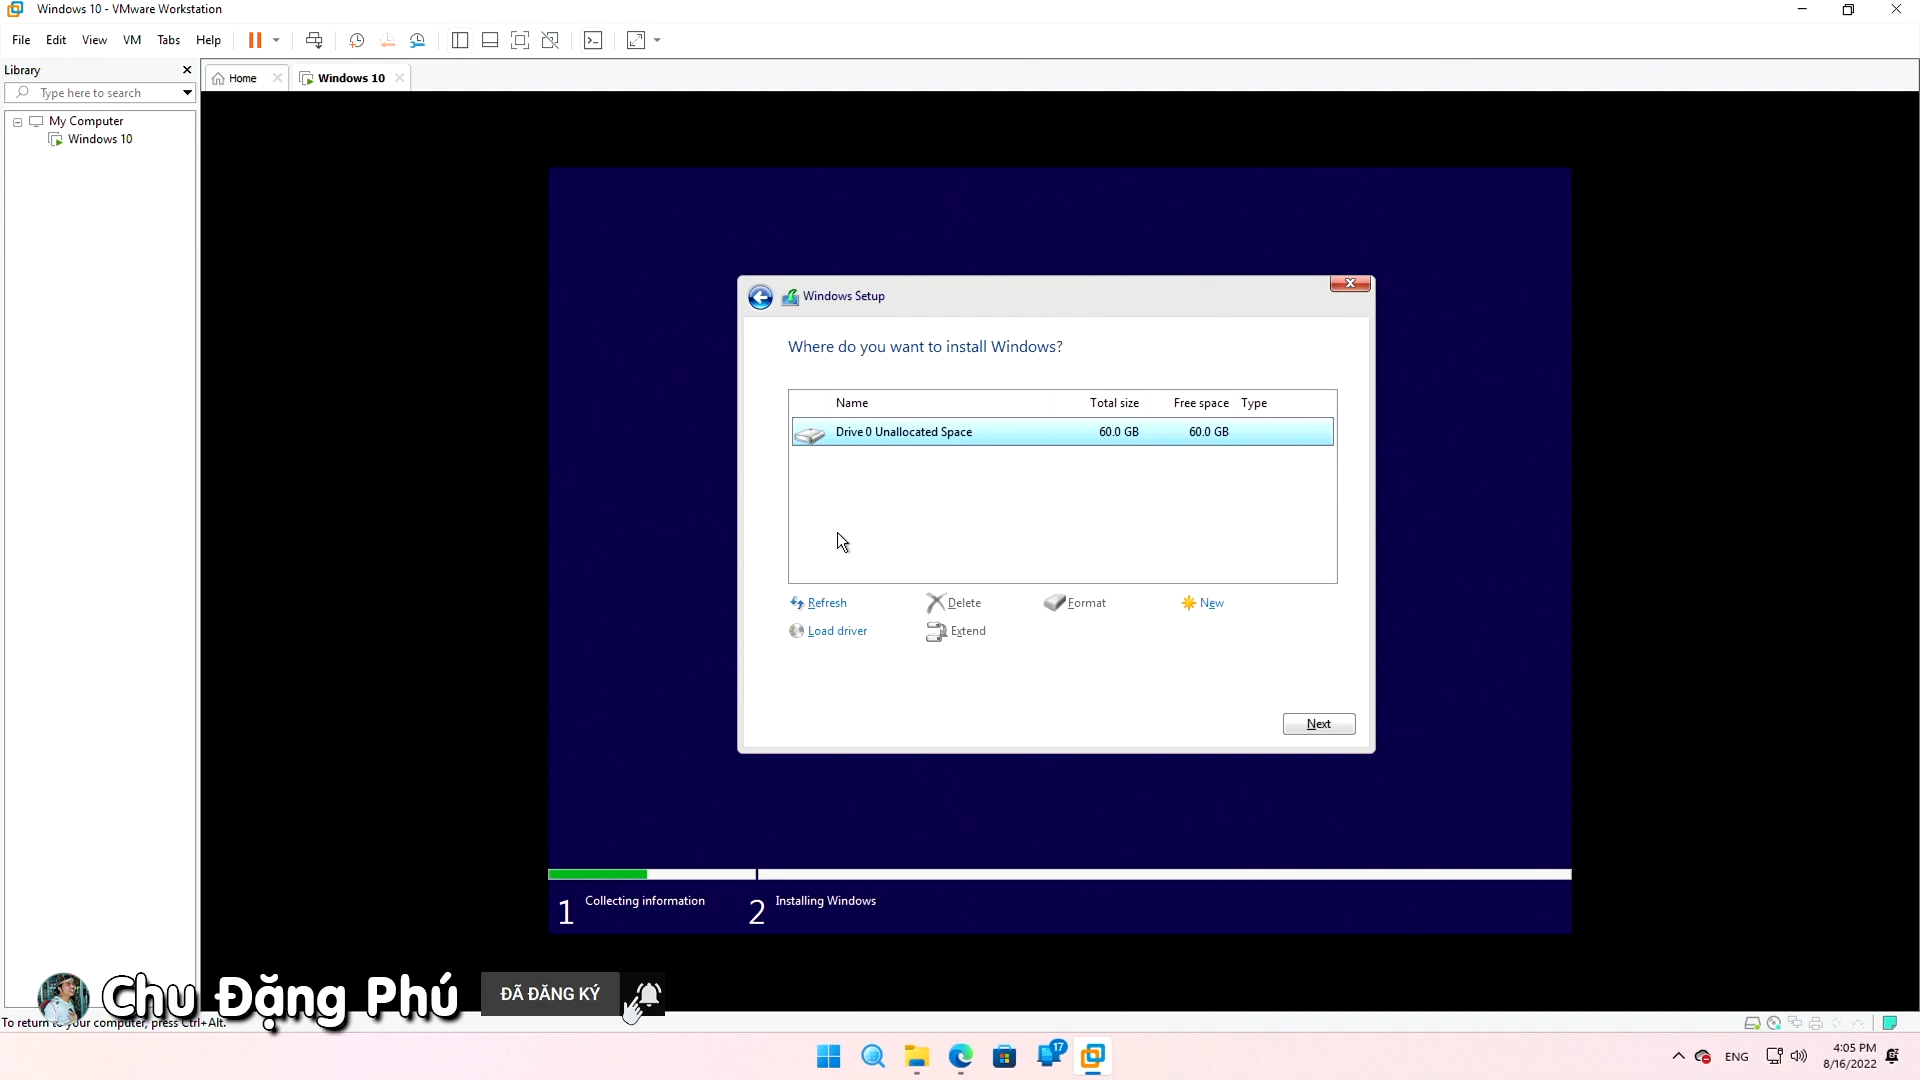 Windows 10 - VMware Workstation
File Edit View VM Tabs Help
Library
Type here to search
My Computer
Windows 10
Home
Windows 10
Windows Setup
Where do you want to install Windows?
Name Total size Free space Type
Drive 0 Unallocated Space 60.0 GB 60.0 GB
Refresh Delete Format New
Load driver Extend
Next
1 Collecting information 2 Installing Windows
Chu Đặng Phú ĐÃ ĐĂNG KÝ
To return to your computer, press Ctrl+Alt.
17
ENG
4:05 PM
8/16/2022